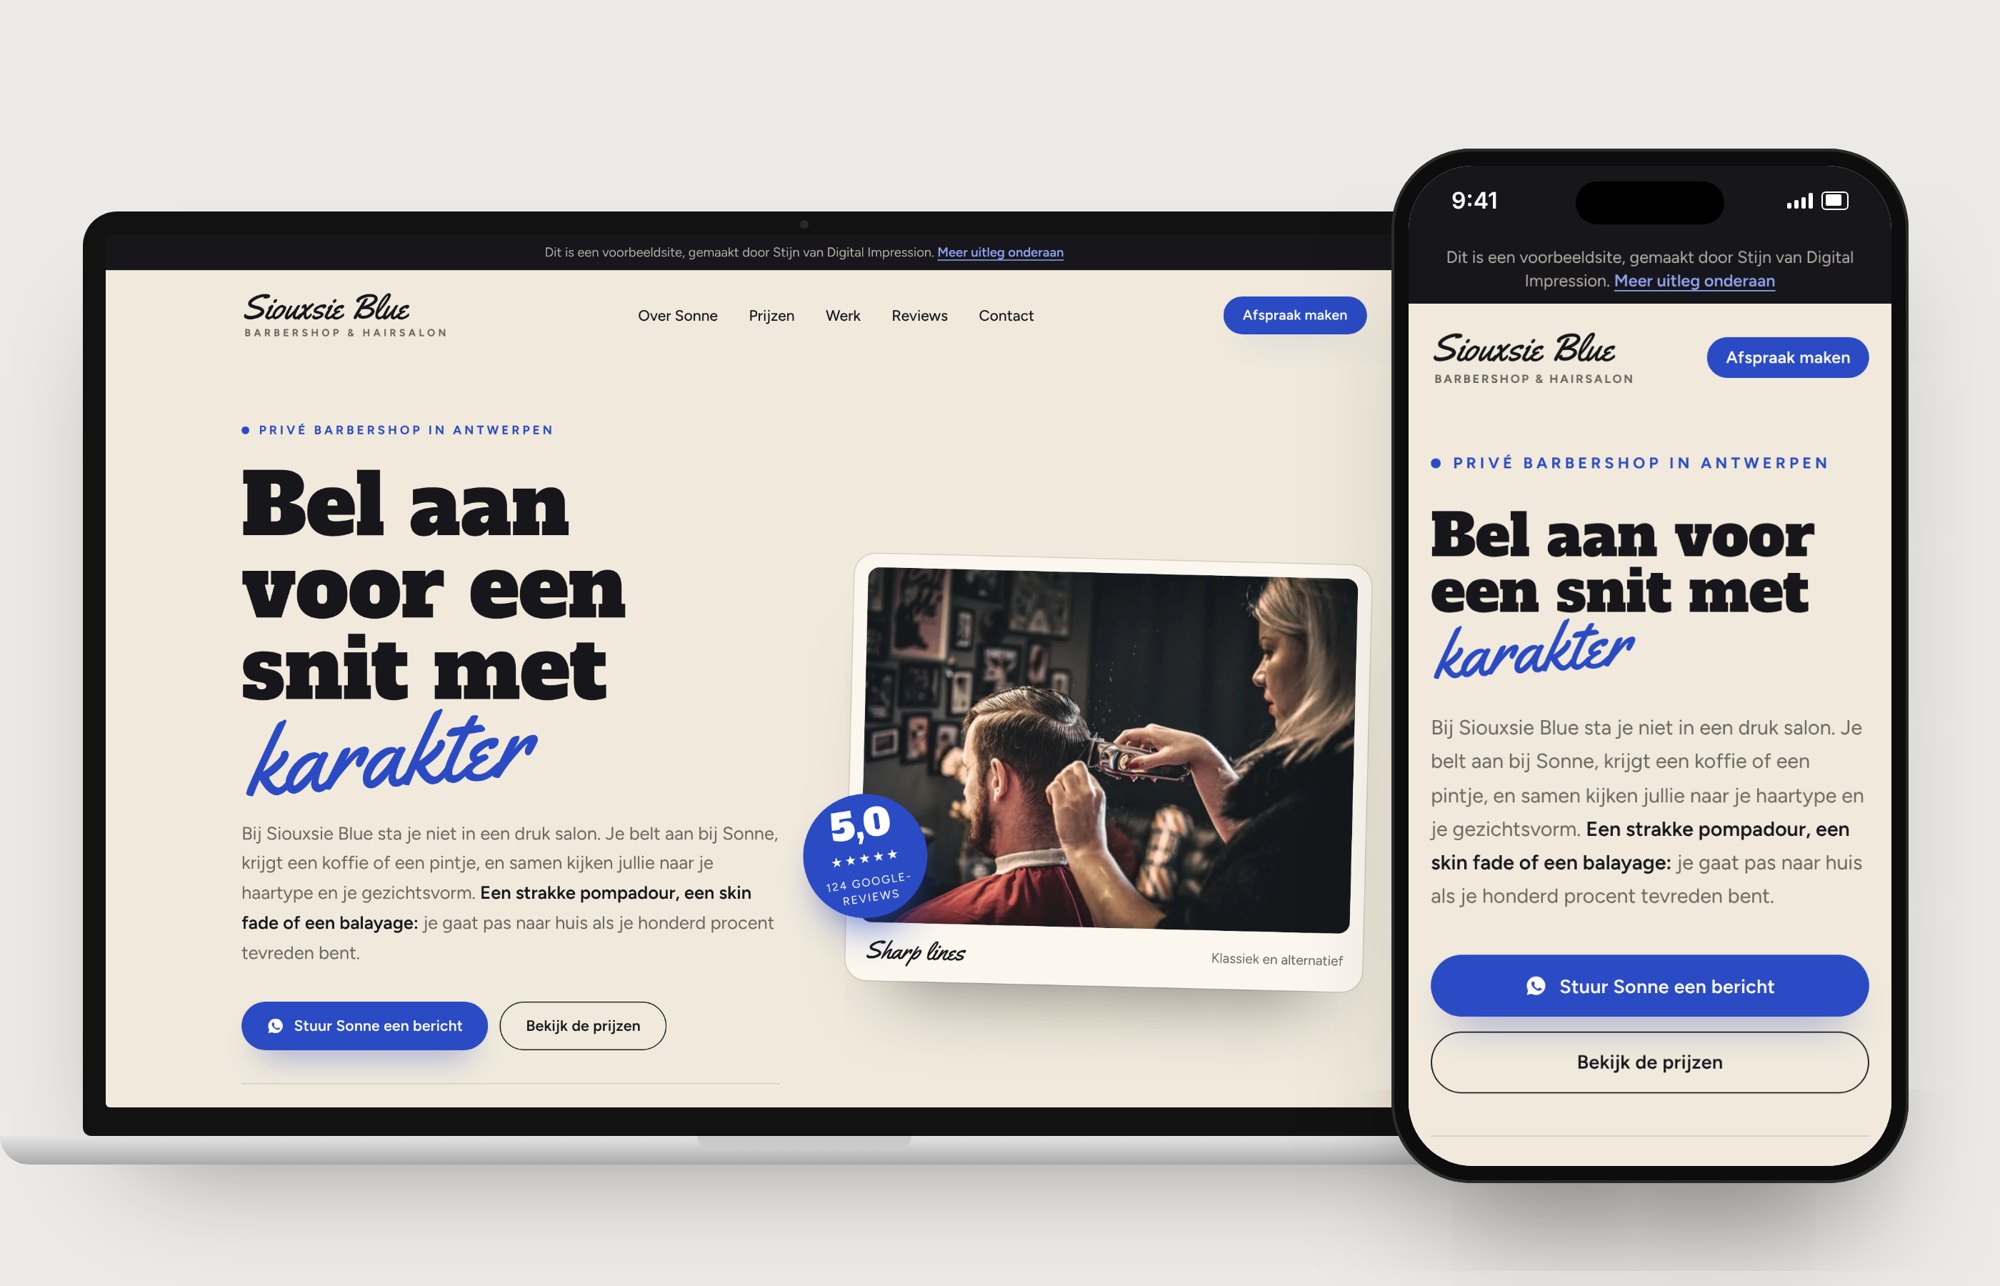 Dit is een voorbeeldsite, gemaakt door Stijn van Digital Impression. Meer uitleg onderaan
Siouxsie Blue
BARBERSHOP & HAIRSALON
Over Sonne
Prijzen
Werk
Reviews
Contact
Afspraak maken
PRIVÉ BARBERSHOP IN ANTWERPEN
Bel aan
voor een
snit met
karakter
Bij Siouxsie Blue sta je niet in een druk salon. Je belt aan bij Sonne,
krijgt een koffie of een pintje, en samen kijken jullie naar je
haartype en je gezichtsvorm. Een strakke pompadour, een skin
fade of een balayage: je gaat pas naar huis als je honderd procent
tevreden bent.
Stuur Sonne een bericht
Bekijk de prijzen
5,0
★★★★★
124 GOOGLE-
REVIEWS
Sharp lines
Klassiek en alternatief
9:41
Dit is een voorbeeldsite, gemaakt door Stijn van Digital
Impression. Meer uitleg onderaan
Siouxsie Blue
BARBERSHOP & HAIRSALON
Afspraak maken
PRIVÉ BARBERSHOP IN ANTWERPEN
Bel aan voor
een snit met
karakter
Bij Siouxsie Blue sta je niet in een druk salon. Je
belt aan bij Sonne, krijgt een koffie of een
pintje, en samen kijken jullie naar je haartype en
je gezichtsvorm. Een strakke pompadour, een
skin fade of een balayage: je gaat pas naar huis
als je honderd procent tevreden bent.
Stuur Sonne een bericht
Bekijk de prijzen